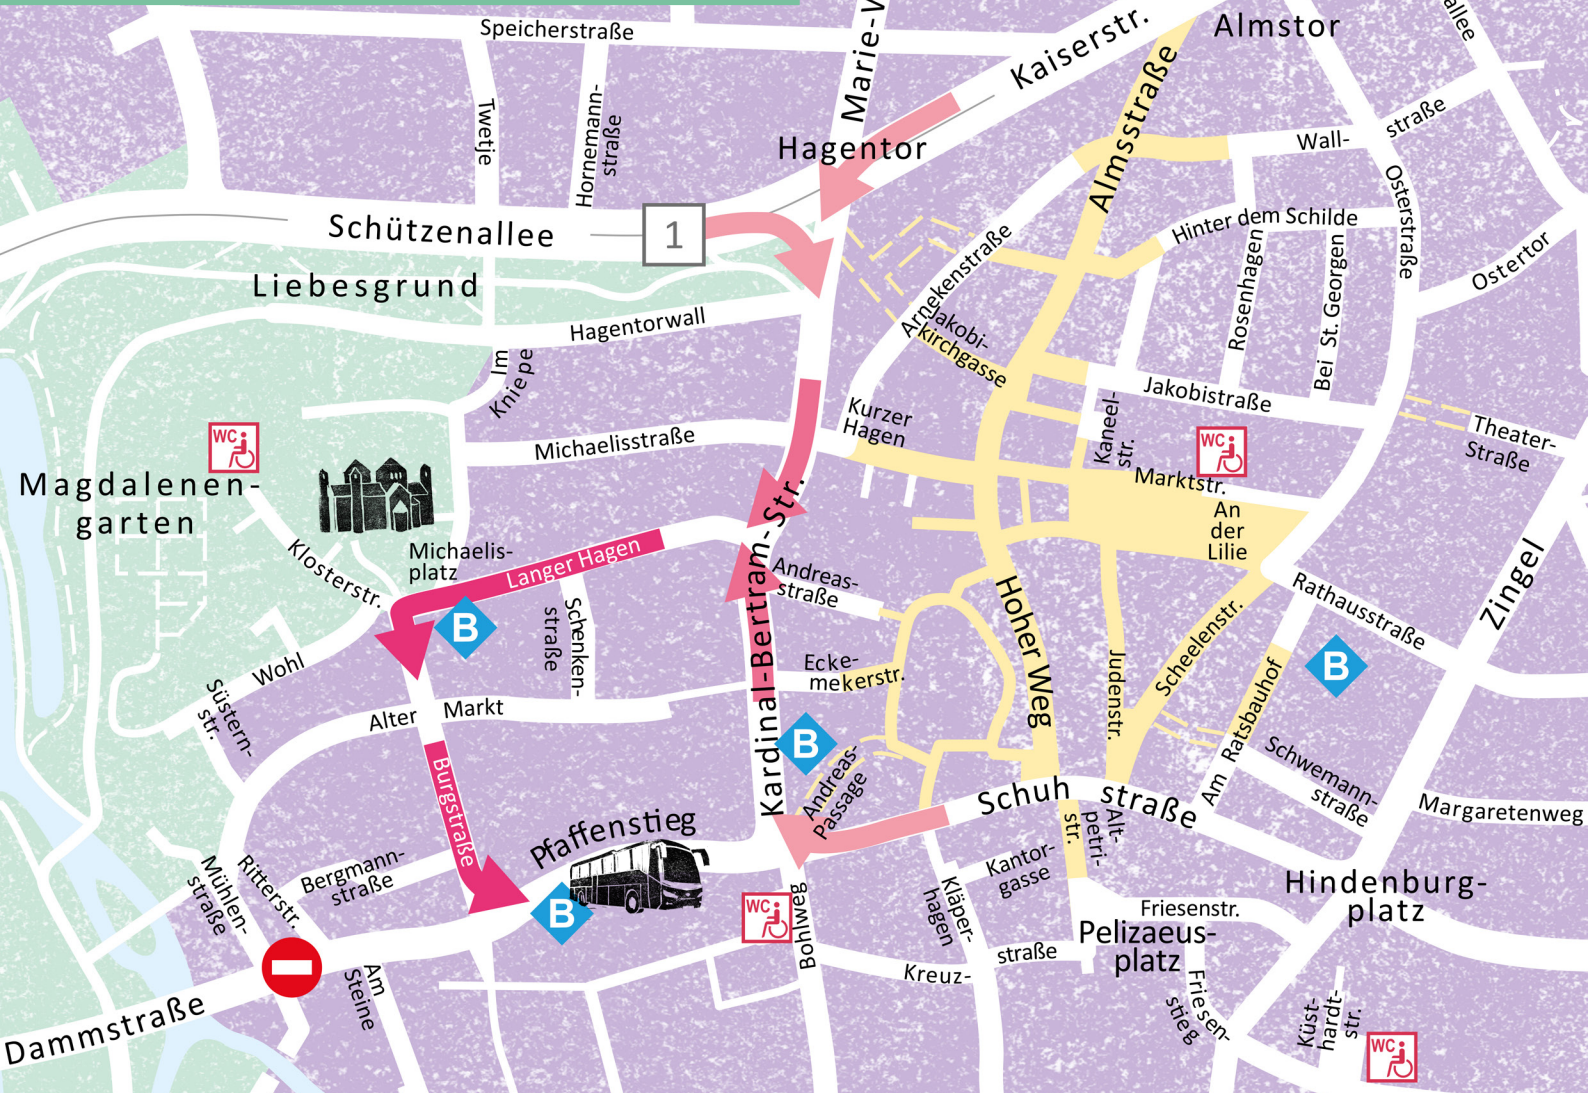 Speicherstraße
Twetje
Hornemann-
straße
Marie-V
Kaiserstr.
Almstor
allee
Hagentor
Almsstraße
Wall-
straße
Osterstraße
Schützenallee
1
Liebesgrund
Hagentorwall
Im
Kniepe
Arnekenstraße
Jakobi-
kirchgasse
Hinter dem Schilde
Rosenhagen
Bei St. Georgen
Ostertor
Jakobistraße
Kurzer
Hagen
Kaneel-
str.
WC
Marktstr.
Theater-
Straße
Michaelisstraße
WC
Magdalenen-
garten
An
der
Lilie
Klosterstr.
Michaelis-
platz
Langer Hagen
B
Schenken-
straße
Kardinal-Bertram-Str.
Andreas-
straße
Hoher Weg
Judenstr.
Scheelenstr.
Rathausstraße
Zingel
B
Wohl
Süstern-
str.
Alter Markt
Ecke-
mekerstr.
B
Am Ratsbauhof
Schwemann-
straße
Margaretenweg
Burgstraße
Andreas-
Passage
Schuh straße
Alt-
petri-
str.
Pfaffenstieg
B
Bergmann-
straße
Ritterstr.
Mühlen-
straße
WC
Bohlweg
Kläper-
hagen
Kantor-
gasse
Kreuz-
straße
Friesenstr.
Pelizaeus-
platz
Hindenburg-
platz
Friesen-
stieg
Küst-
hardt-
str.
WC
Am
Steine
Dammstraße